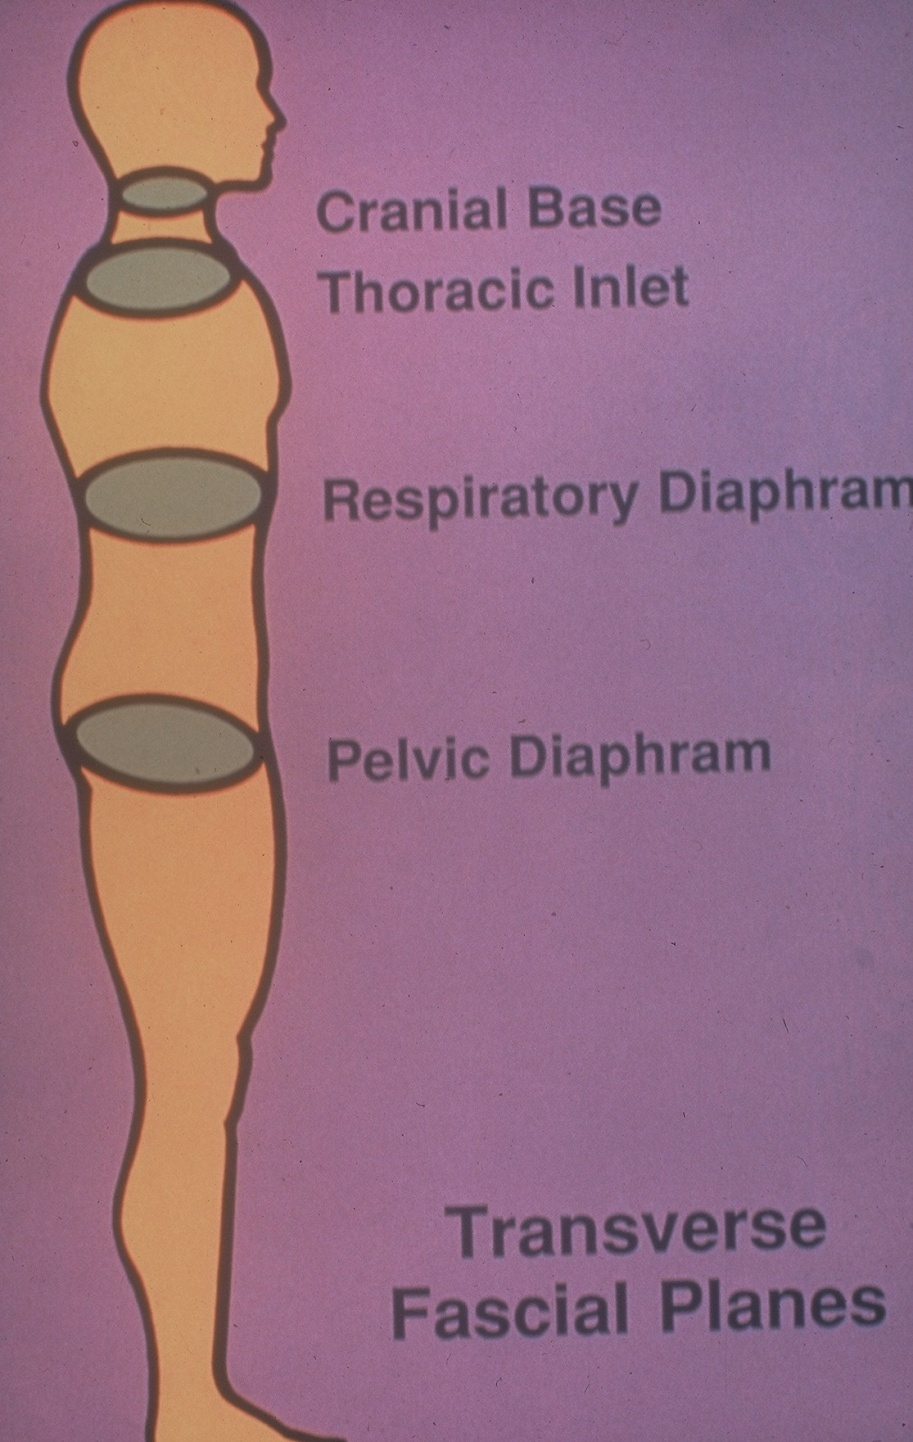 Cranial Base
Thoracic Inlet
Respiratory Diaphram
Pelvic Diaphram
Transverse
Fascial Planes